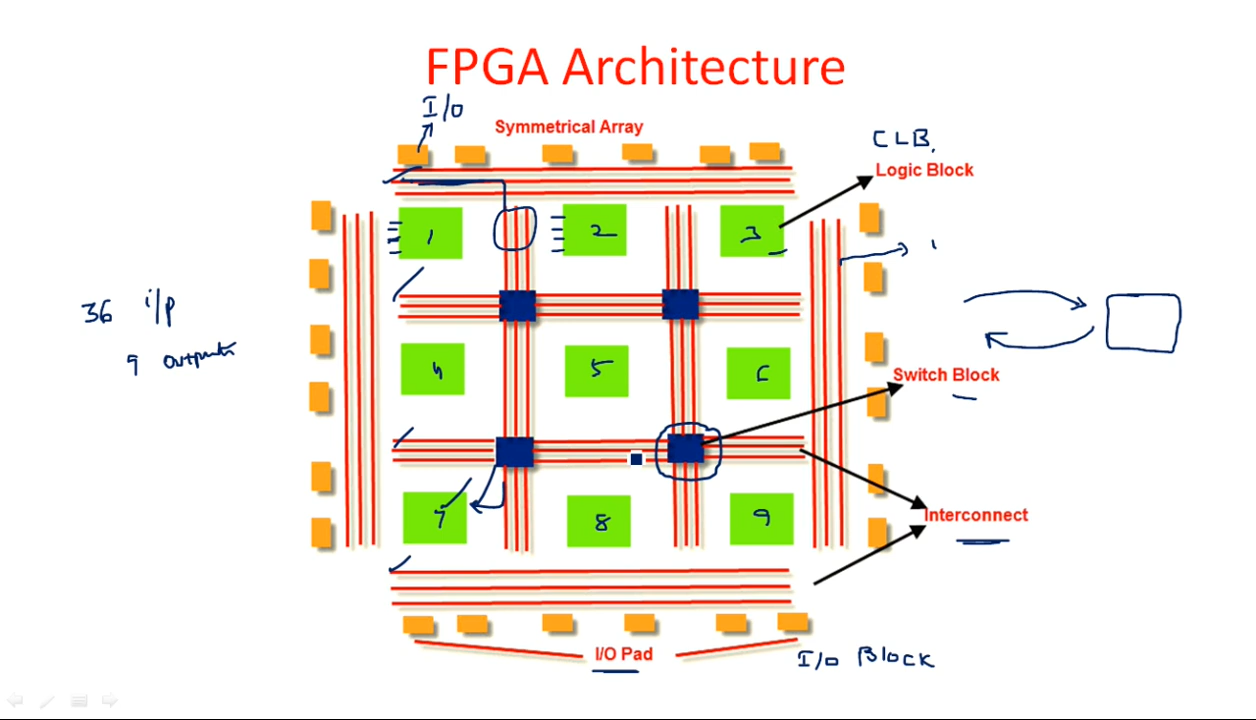 FPGA Architecture
I/O
Symmetrical Array
CLB.
Logic Block
1
2
3
36 i/p
9 outputs
4
5
6
Switch Block
7
8
9
Interconnect
I/O Pad
I/O Block